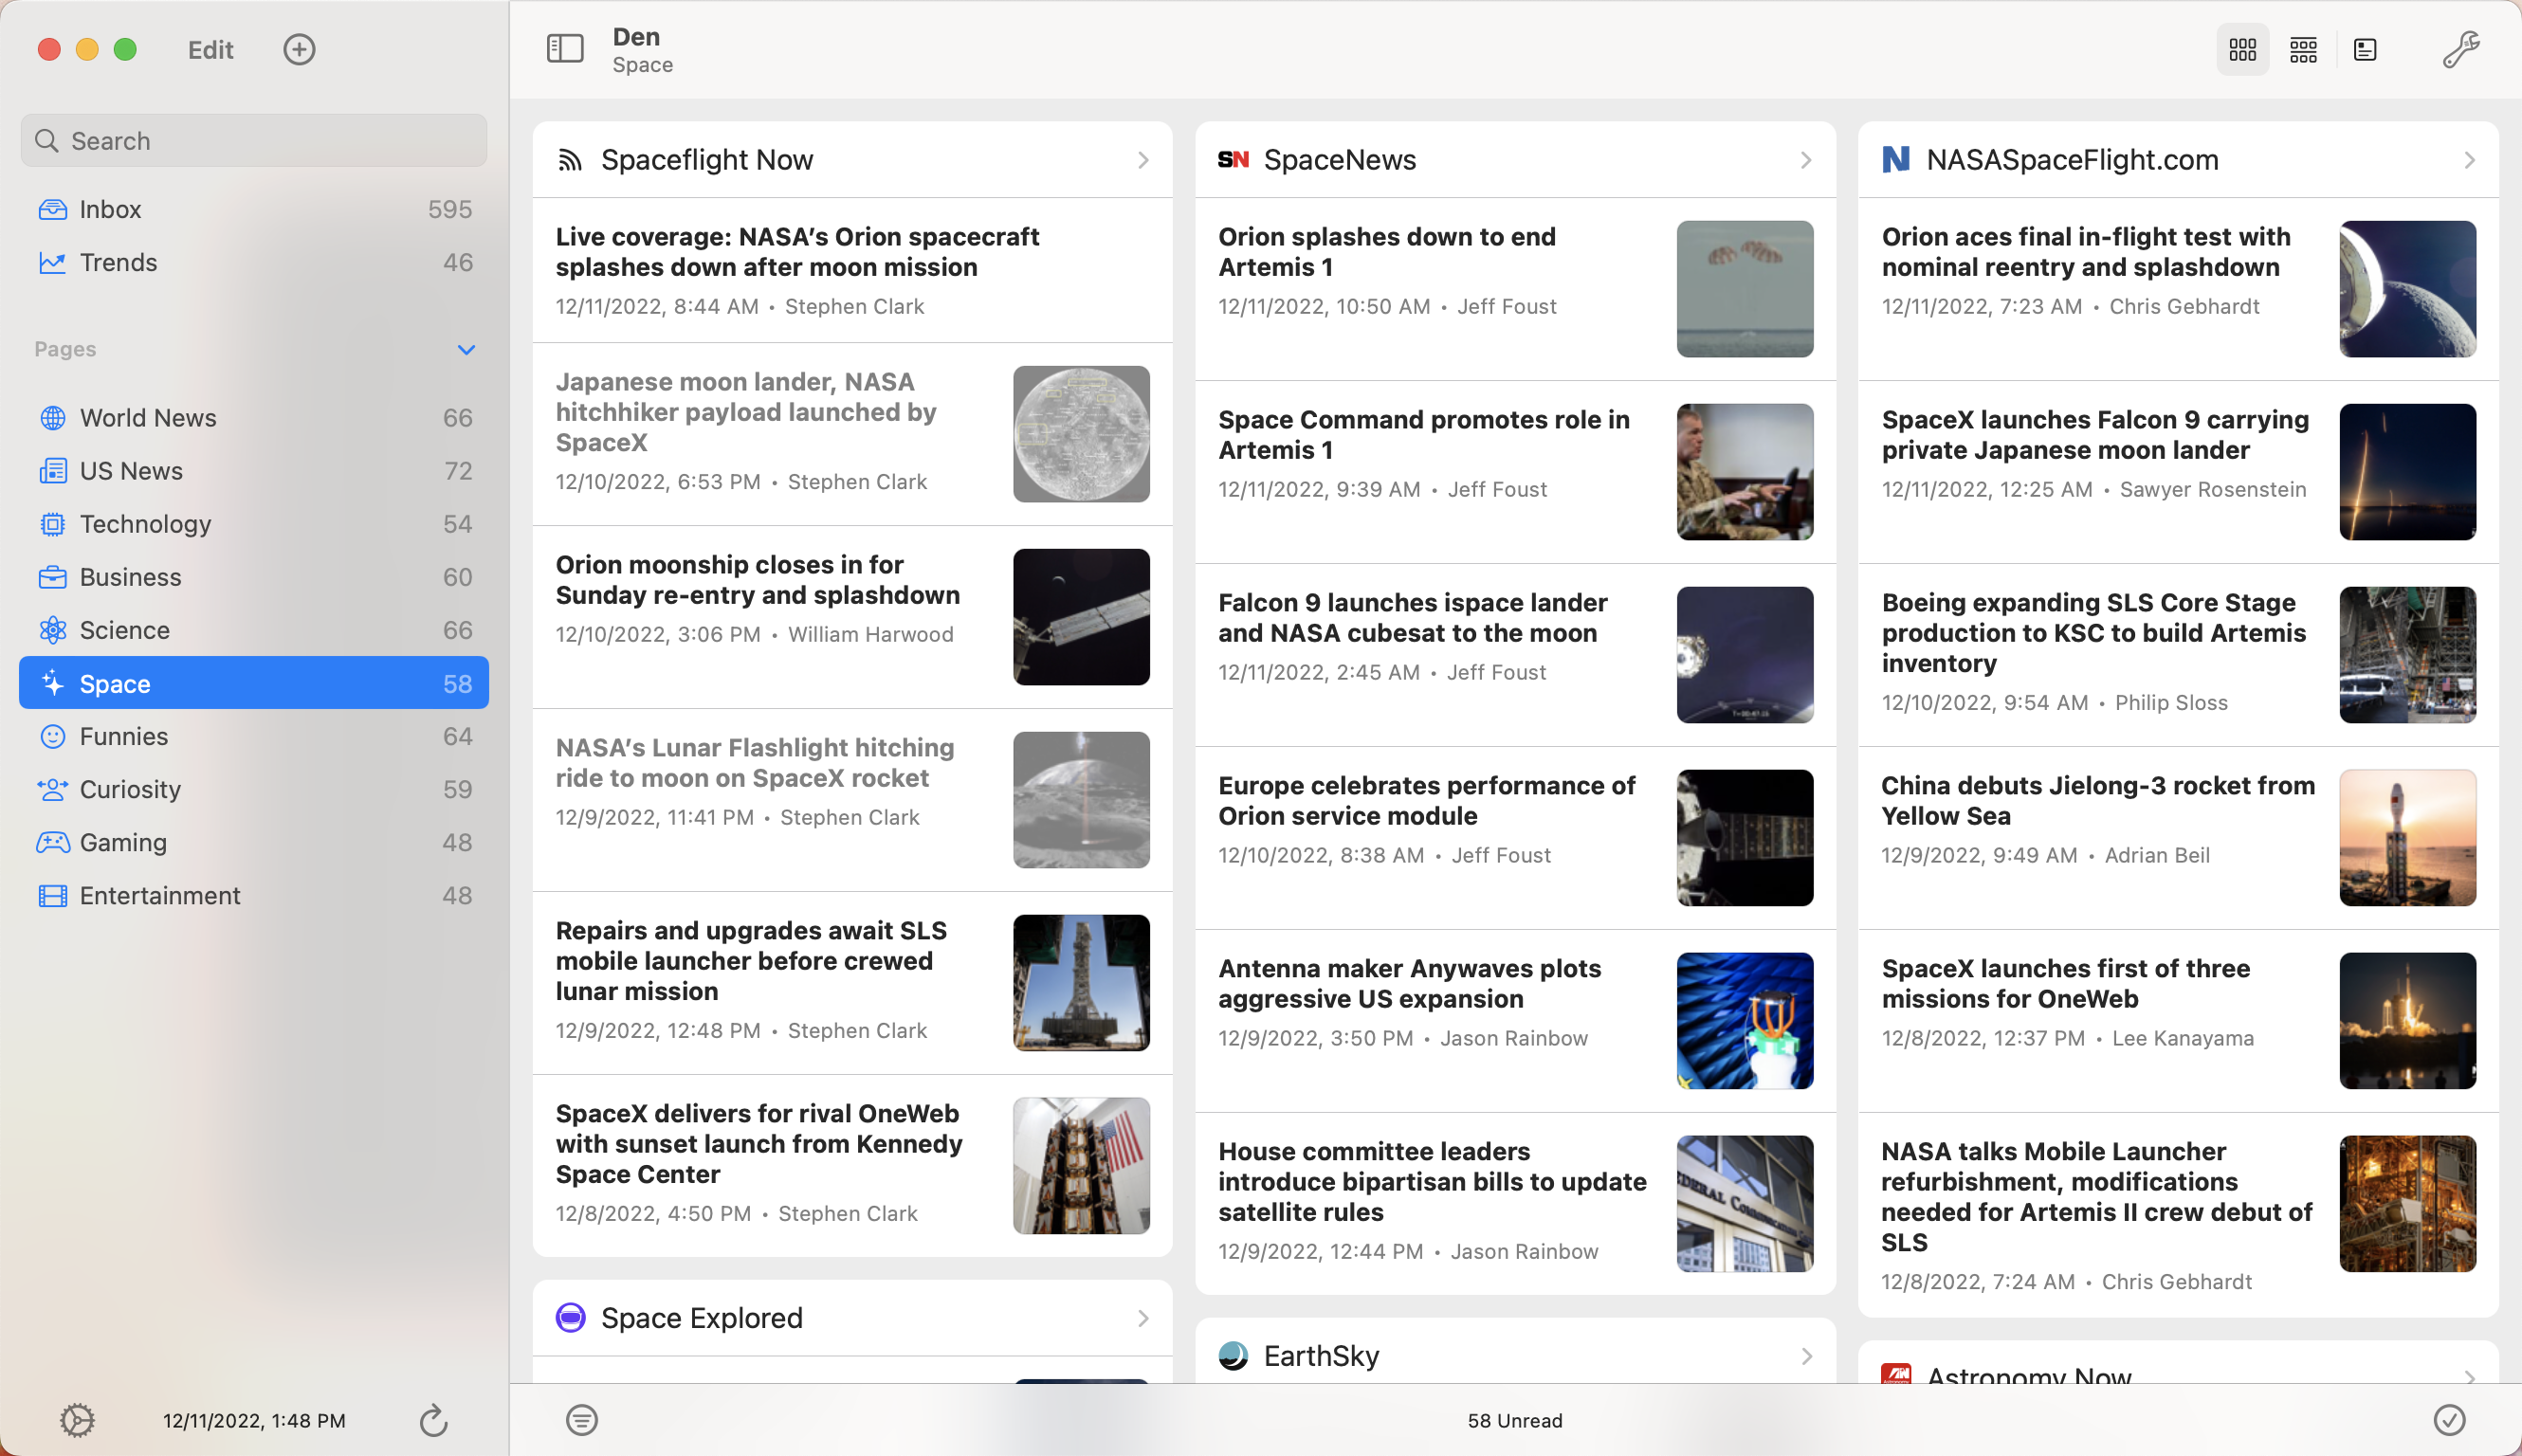 Edit
Search
Inbox 595
Trends 46
Pages
World News 66
US News 72
Technology 54
Business 60
Science 66
Space 58
Funnies 64
Curiosity 59
Gaming 48
Entertainment 48
12/11/2022, 1:48 PM
Den
Space
Spaceflight Now
Live coverage: NASA’s Orion spacecraft
splashes down after moon mission
12/11/2022, 8:44 AM • Stephen Clark
Japanese moon lander, NASA
hitchhiker payload launched by
SpaceX
12/10/2022, 6:53 PM • Stephen Clark
Orion moonship closes in for
Sunday re-entry and splashdown
12/10/2022, 3:06 PM • William Harwood
NASA’s Lunar Flashlight hitching
ride to moon on SpaceX rocket
12/9/2022, 11:41 PM • Stephen Clark
Repairs and upgrades await SLS
mobile launcher before crewed
lunar mission
12/9/2022, 12:48 PM • Stephen Clark
SpaceX delivers for rival OneWeb
with sunset launch from Kennedy
Space Center
12/8/2022, 4:50 PM • Stephen Clark
Space Explored
SN SpaceNews
Orion splashes down to end
Artemis 1
12/11/2022, 10:50 AM • Jeff Foust
Space Command promotes role in
Artemis 1
12/11/2022, 9:39 AM • Jeff Foust
Falcon 9 launches ispace lander
and NASA cubesat to the moon
12/11/2022, 2:45 AM • Jeff Foust
Europe celebrates performance of
Orion service module
12/10/2022, 8:38 AM • Jeff Foust
Antenna maker Anywaves plots
aggressive US expansion
12/9/2022, 3:50 PM • Jason Rainbow
House committee leaders
introduce bipartisan bills to update
satellite rules
12/9/2022, 12:44 PM • Jason Rainbow
EarthSky
N NASASpaceFlight.com
Orion aces final in-flight test with
nominal reentry and splashdown
12/11/2022, 7:23 AM • Chris Gebhardt
SpaceX launches Falcon 9 carrying
private Japanese moon lander
12/11/2022, 12:25 AM • Sawyer Rosenstein
Boeing expanding SLS Core Stage
production to KSC to build Artemis
inventory
12/10/2022, 9:54 AM • Philip Sloss
China debuts Jielong-3 rocket from
Yellow Sea
12/9/2022, 9:49 AM • Adrian Beil
SpaceX launches first of three
missions for OneWeb
12/8/2022, 12:37 PM • Lee Kanayama
NASA talks Mobile Launcher
refurbishment, modifications
needed for Artemis II crew debut of
SLS
12/8/2022, 7:24 AM • Chris Gebhardt
Astronomy Now
58 Unread